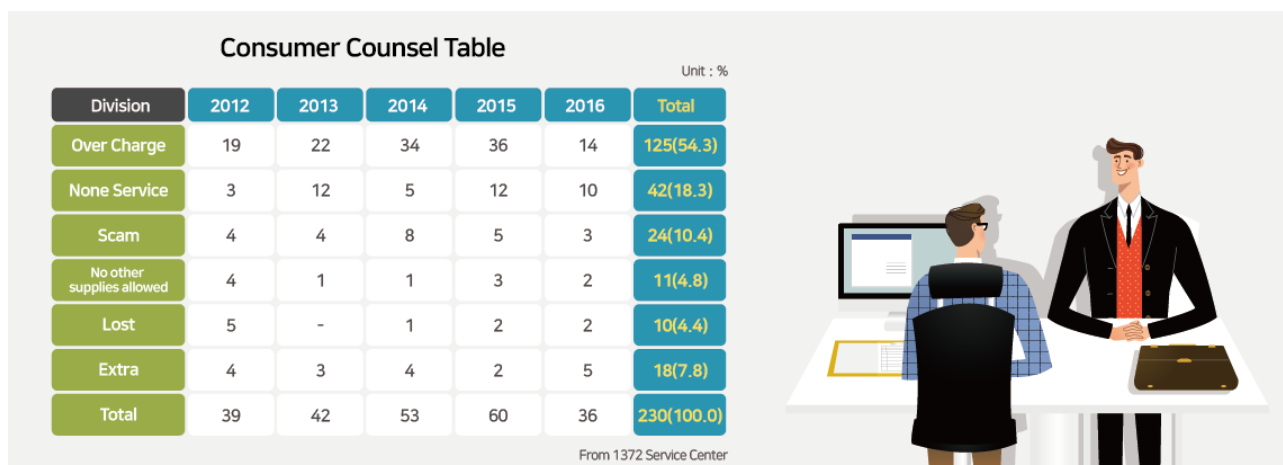 Consumer Counsel Table
Unit : %
Division 2012 2013 2014 2015 2016 Total
Over Charge 19 22 34 36 14 125(54.3)
None Service 3 12 5 12 10 42(18.3)
Scam 4 4 8 5 3 24(10.4)
No other
supplies allowed 4 1 1 3 2 11(4.8)
Lost 5 - 1 2 2 10(4.4)
Extra 4 3 4 2 5 18(7.8)
Total 39 42 53 60 36 230(100.0)
From 1372 Service Center